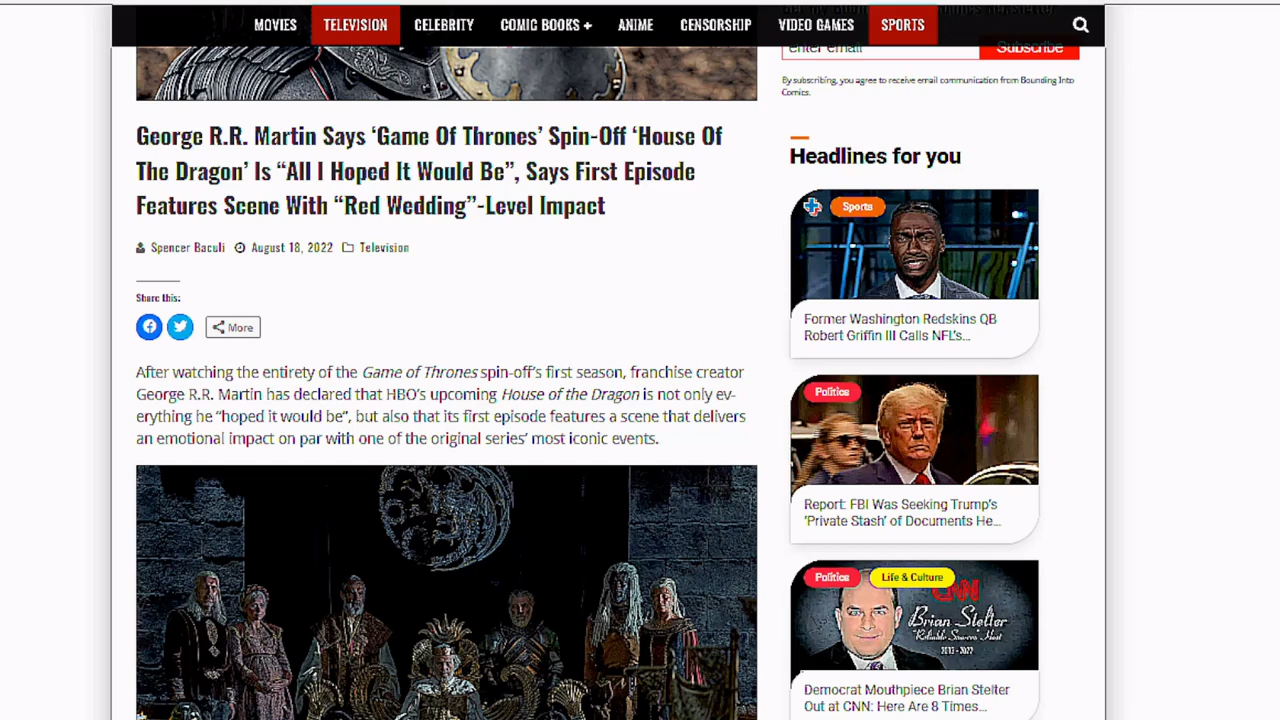 MOVIES TELEVISION CELEBRITY COMIC BOOKS + ANIME CENSORSHIP VIDEO GAMES SPORTS
enter email Subscribe
By subscribing, you agree to receive email communication from Bounding Into
Comics.
George R.R. Martin Says ‘Game Of Thrones’ Spin-Off ‘House Of
The Dragon’ Is “All I Hoped It Would Be”, Says First Episode
Features Scene With “Red Wedding”-Level Impact
Spencer Baculi August 18, 2022 Television
Share this:
More
After watching the entirety of the Game of Thrones spin-off’s first season, franchise creator
George R.R. Martin has declared that HBO’s upcoming House of the Dragon is not only ev-
erything he “hoped it would be”, but also that its first episode features a scene that delivers
an emotional impact on par with one of the original series’ most iconic events.
Headlines for you
Sports
Former Washington Redskins QB
Robert Griffin III Calls NFL’s...
Politics
Report: FBI Was Seeking Trump’s
‘Private Stash’ of Documents He...
Politics Life & Culture
CNN
Brian Stelter
"Reliable Sources" Host
2013 - 2022
Democrat Mouthpiece Brian Stelter
Out at CNN: Here Are 8 Times...